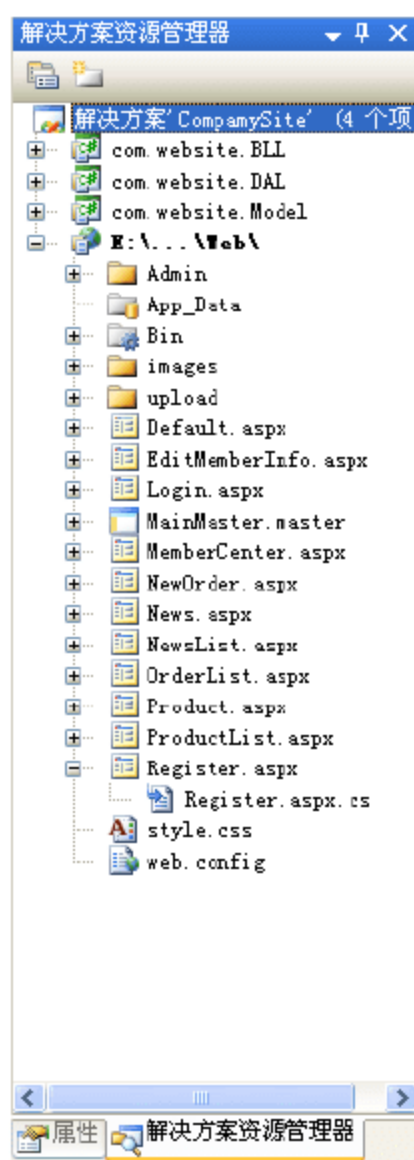 解决方案资源管理器
解决方案'CompamySite' (4 个项
com.website.BLL
com.website.DAL
com.website.Model
E:\...\Web\
Admin
App_Data
Bin
images
upload
Default.aspx
EditMemberInfo.aspx
Login.aspx
MainMaster.master
MemberCenter.aspx
NewOrder.aspx
News.aspx
NewsList.aspx
OrderList.aspx
Product.aspx
ProductList.aspx
Register.aspx
Register.aspx.cs
style.css
web.config
属性 解决方案资源管理器